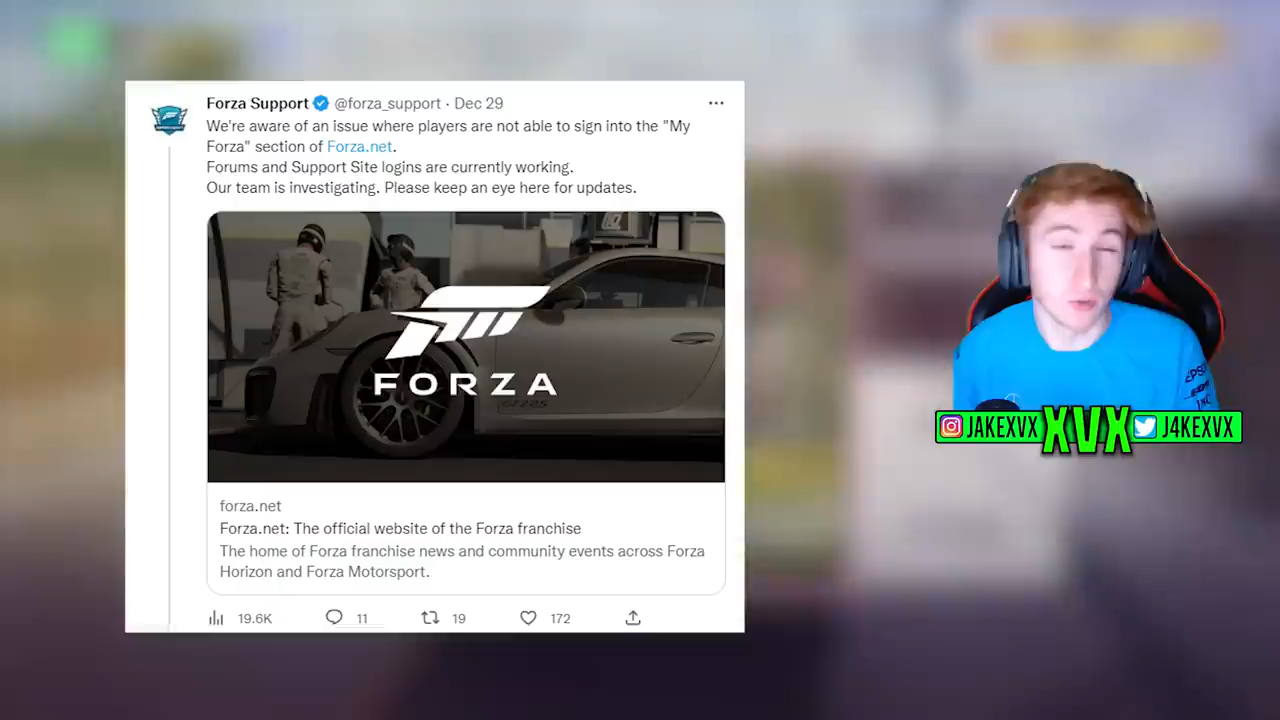 Forza Support @forza_support · Dec 29
We're aware of an issue where players are not able to sign into the "My
Forza" section of Forza.net.
Forums and Support Site logins are currently working.
Our team is investigating. Please keep an eye here for updates.
FORZA
forza.net
Forza.net: The official website of the Forza franchise
The home of Forza franchise news and community events across Forza
Horizon and Forza Motorsport.
19.6K 11 19 172
JAKEXVX XVX J4KEXVX